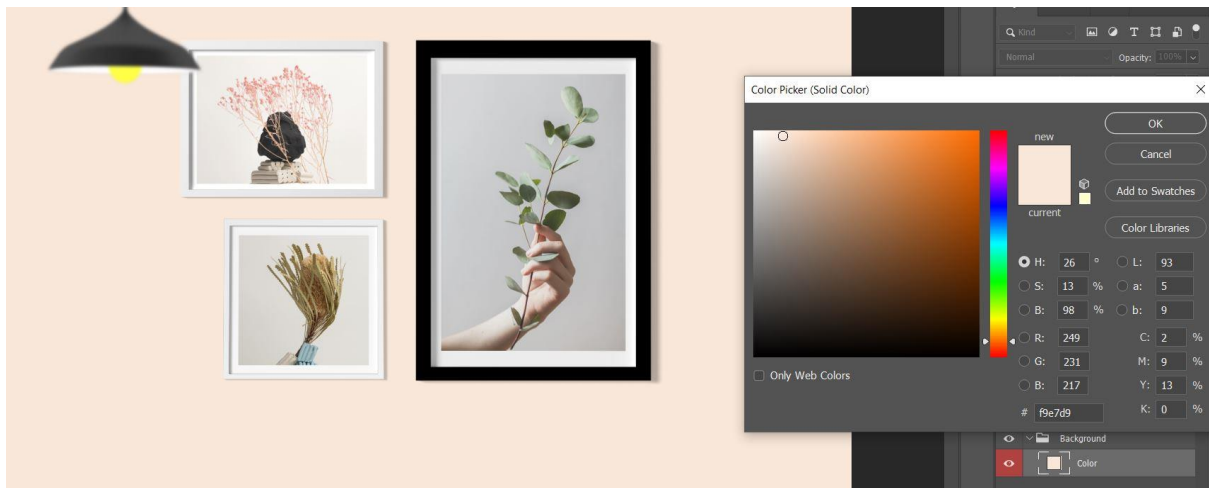 Kind
Normal
Opacity: 100%
Color Picker (Solid Color)
new
current
OK
Cancel
Add to Swatches
Color Libraries
H: 26 °
S: 13 %
B: 98 %
L: 93
a: 5
b: 9
R: 249
G: 231
B: 217
# f9e7d9
C: 2 %
M: 9 %
Y: 13 %
K: 0 %
Only Web Colors
Background
Color